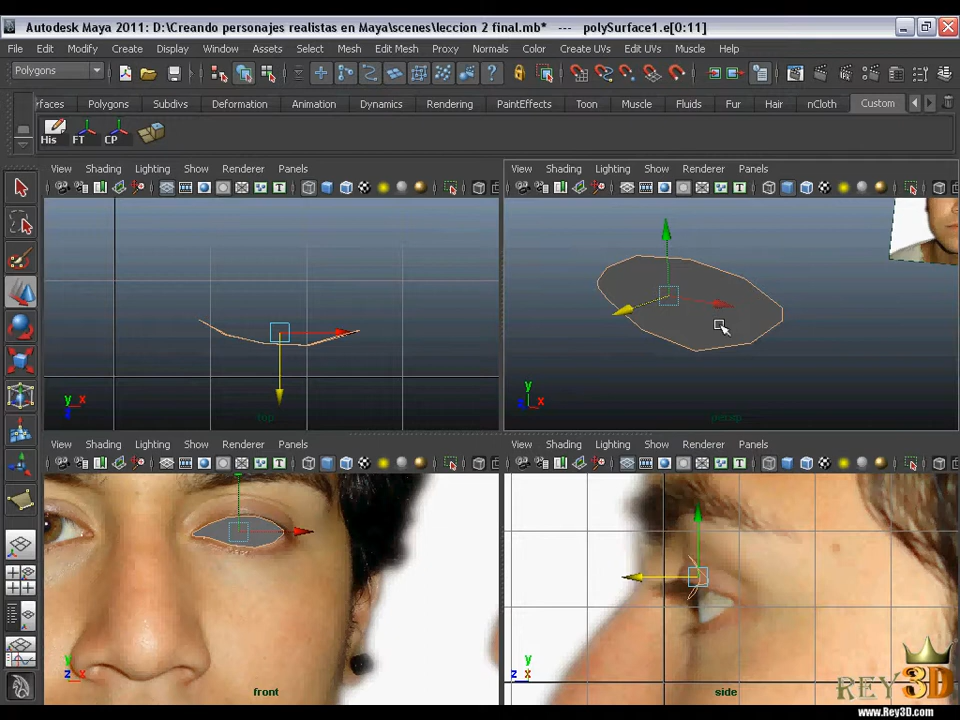 Autodesk Maya 2011: D:\Creando personajes realistas en Maya\scenes\leccion 2 final.mb* --- polySurface1.e[0:11]
File Edit Modify Create Display Window Assets Select Mesh Edit Mesh Proxy Normals Color Create UVs Edit UVs Muscle Help
Polygons
rfaces Polygons Subdivs Deformation Animation Dynamics Rendering PaintEffects Toon Muscle Fluids Fur Hair nCloth Custom
His FT CP
View Shading Lighting Show Renderer Panels
View Shading Lighting Show Renderer Panels
y x
z
top
y
z x
persp
View Shading Lighting Show Renderer Panels
View Shading Lighting Show Renderer Panels
y
z x
front
y
z x
side
REY3D
www.Rey3D.com